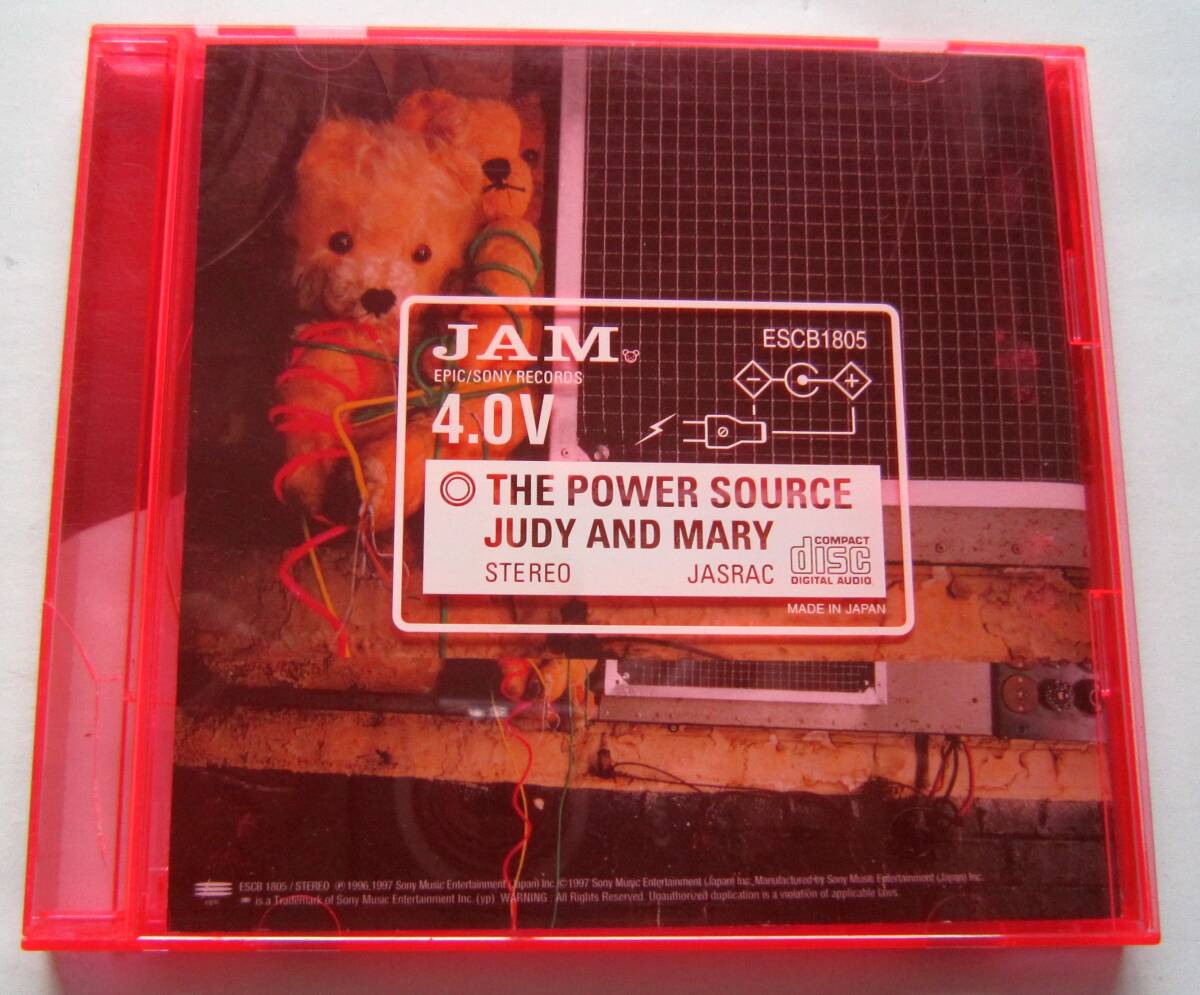 JAM
ESCB1805
EPIC/SONY RECORDS
4.0V
THE POWER SOURCE
JUDY AND MARY
STEREO JASRAC
COMPACT
disc
DIGITAL AUDIO
MADE IN JAPAN
ESCB 1805 / STEREO ℗1996,1997 Sony Music Entertainment (Japan) Inc.©1997 Sony Music Entertainment (Japan) Inc., Manufactured by Sony Music Entertainment (Japan) Inc.
is a Trademark of Sony Music Entertainment Inc. (yp) WARNING : All Rights Reserved. Unauthorized duplication is a violation of applicable laws.